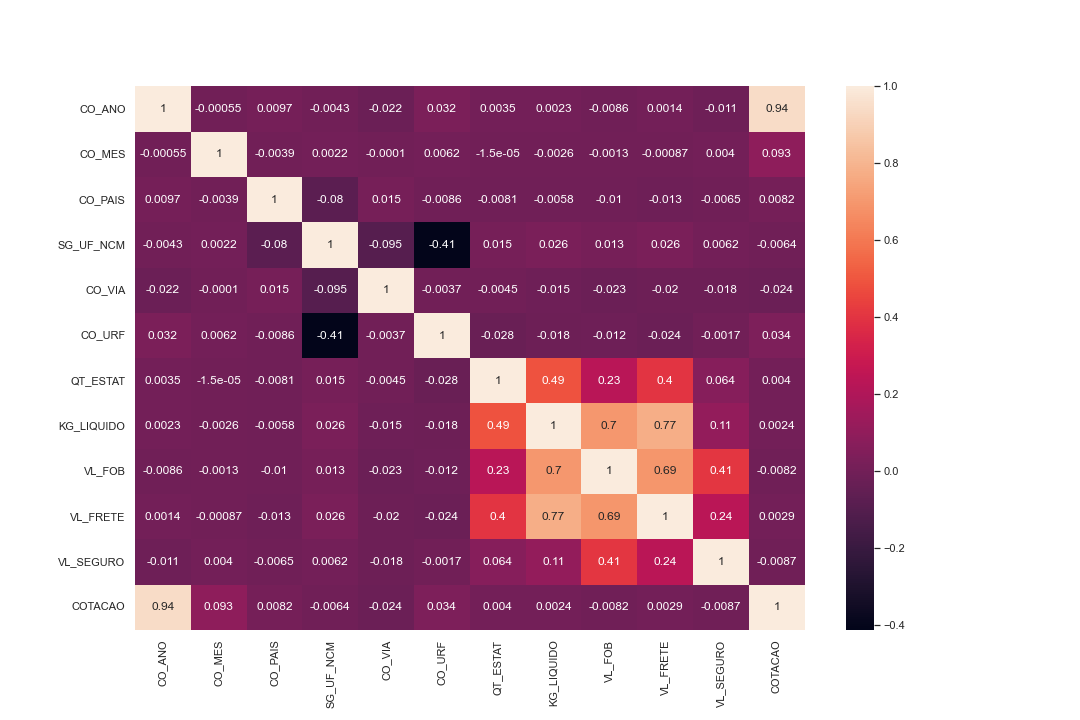 CO_ANO 1 -0.00055 0.0097 -0.0043 -0.022 0.032 0.0035 0.0023 -0.0086 0.0014 -0.011 0.94
CO_MES -0.00055 1 -0.0039 0.0022 -0.0001 0.0062 -1.5e-05 -0.0026 -0.0013 -0.00087 0.004 0.093
CO_PAIS 0.0097 -0.0039 1 -0.08 0.015 -0.0086 -0.0081 -0.0058 -0.01 -0.013 -0.0065 0.0082
SG_UF_NCM -0.0043 0.0022 -0.08 1 -0.095 -0.41 0.015 0.026 0.013 0.026 0.0062 -0.0064
CO_VIA -0.022 -0.0001 0.015 -0.095 1 -0.0037 -0.0045 -0.015 -0.023 -0.02 -0.018 -0.024
CO_URF 0.032 0.0062 -0.0086 -0.41 -0.0037 1 -0.028 -0.018 -0.012 -0.024 -0.0017 0.034
QT_ESTAT 0.0035 -1.5e-05 -0.0081 0.015 -0.0045 -0.028 1 0.49 0.23 0.4 0.064 0.004
KG_LIQUIDO 0.0023 -0.0026 -0.0058 0.026 -0.015 -0.018 0.49 1 0.7 0.77 0.11 0.0024
VL_FOB -0.0086 -0.0013 -0.01 0.013 -0.023 -0.012 0.23 0.7 1 0.69 0.41 -0.0082
VL_FRETE 0.0014 -0.00087 -0.013 0.026 -0.02 -0.024 0.4 0.77 0.69 1 0.24 0.0029
VL_SEGURO -0.011 0.004 -0.0065 0.0062 -0.018 -0.0017 0.064 0.11 0.41 0.24 1 -0.0087
COTACAO 0.94 0.093 0.0082 -0.0064 -0.024 0.034 0.004 0.0024 -0.0082 0.0029 -0.0087 1
CO_ANO CO_MES CO_PAIS SG_UF_NCM CO_VIA CO_URF QT_ESTAT KG_LIQUIDO VL_FOB VL_FRETE VL_SEGURO COTACAO
1.0
0.8
0.6
0.4
0.2
0.0
−0.2
−0.4